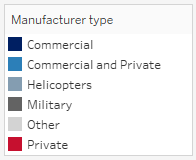 Manufacturer type
Commercial
Commercial and Private
Helicopters
Military
Other
Private